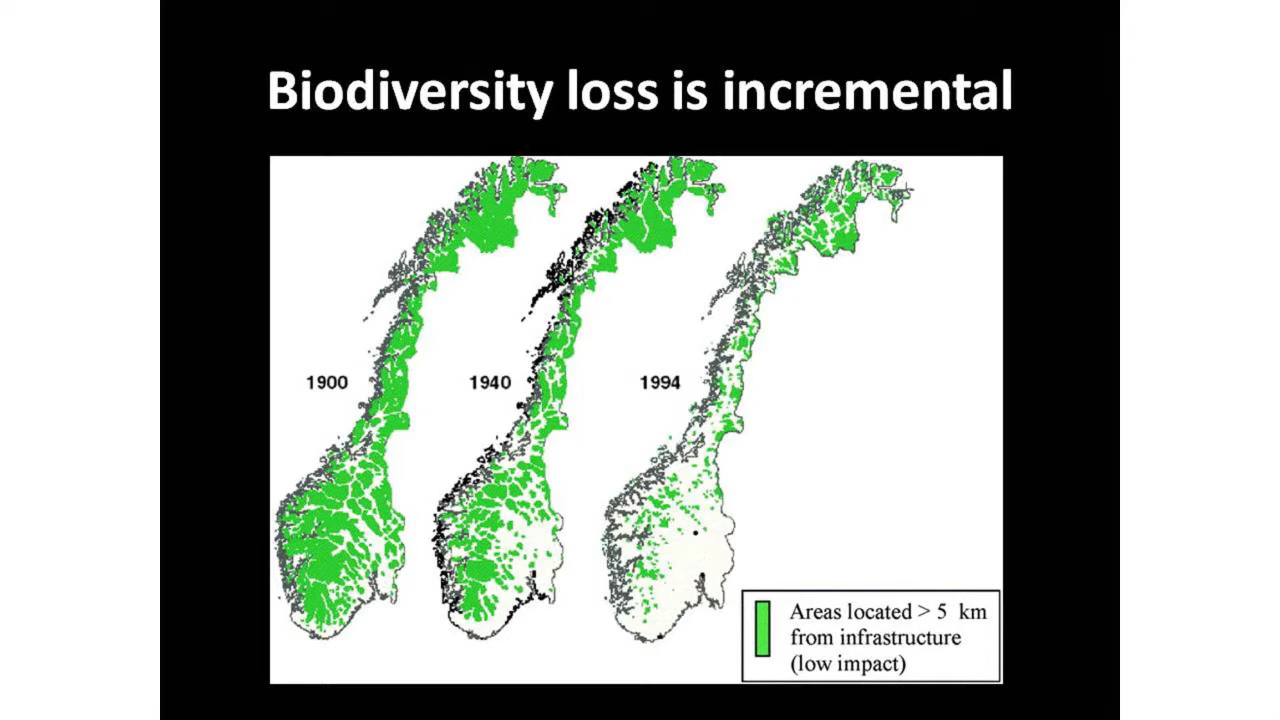 Biodiversity loss is incremental
1900
1940
1994
Areas located > 5 km
from infrastructure
(low impact)